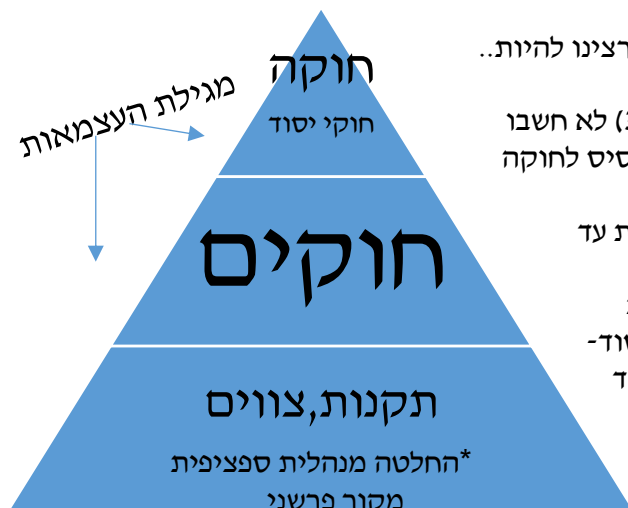 חוקה
חוקי יסוד
מגילת העצמאות
חוקים
תקנות,צווים
*החלטה מנהלית ספציפית
מקור פרשני
רצינו להיות..
לא חשבו
סיס לחוקה
ת עד
סוד-
ד